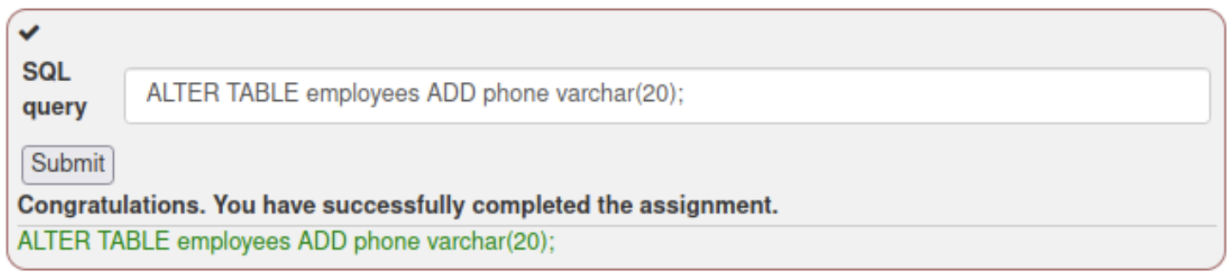 SQL query
ALTER TABLE employees ADD phone varchar(20);
Submit
Congratulations. You have successfully completed the assignment.
ALTER TABLE employees ADD phone varchar(20);